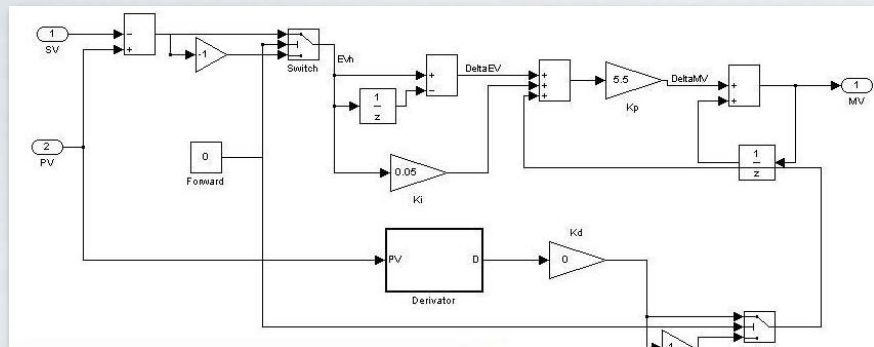 1
SV
−
+
-1
Switch
EVh
+
−
DeltaEV
1
z
+
+
+
5.5
Kp
DeltaMV
+
+
1
MV
2
PV
0
Forward
0.05
Ki
1
z
Kd
PV
D
0
Derivator